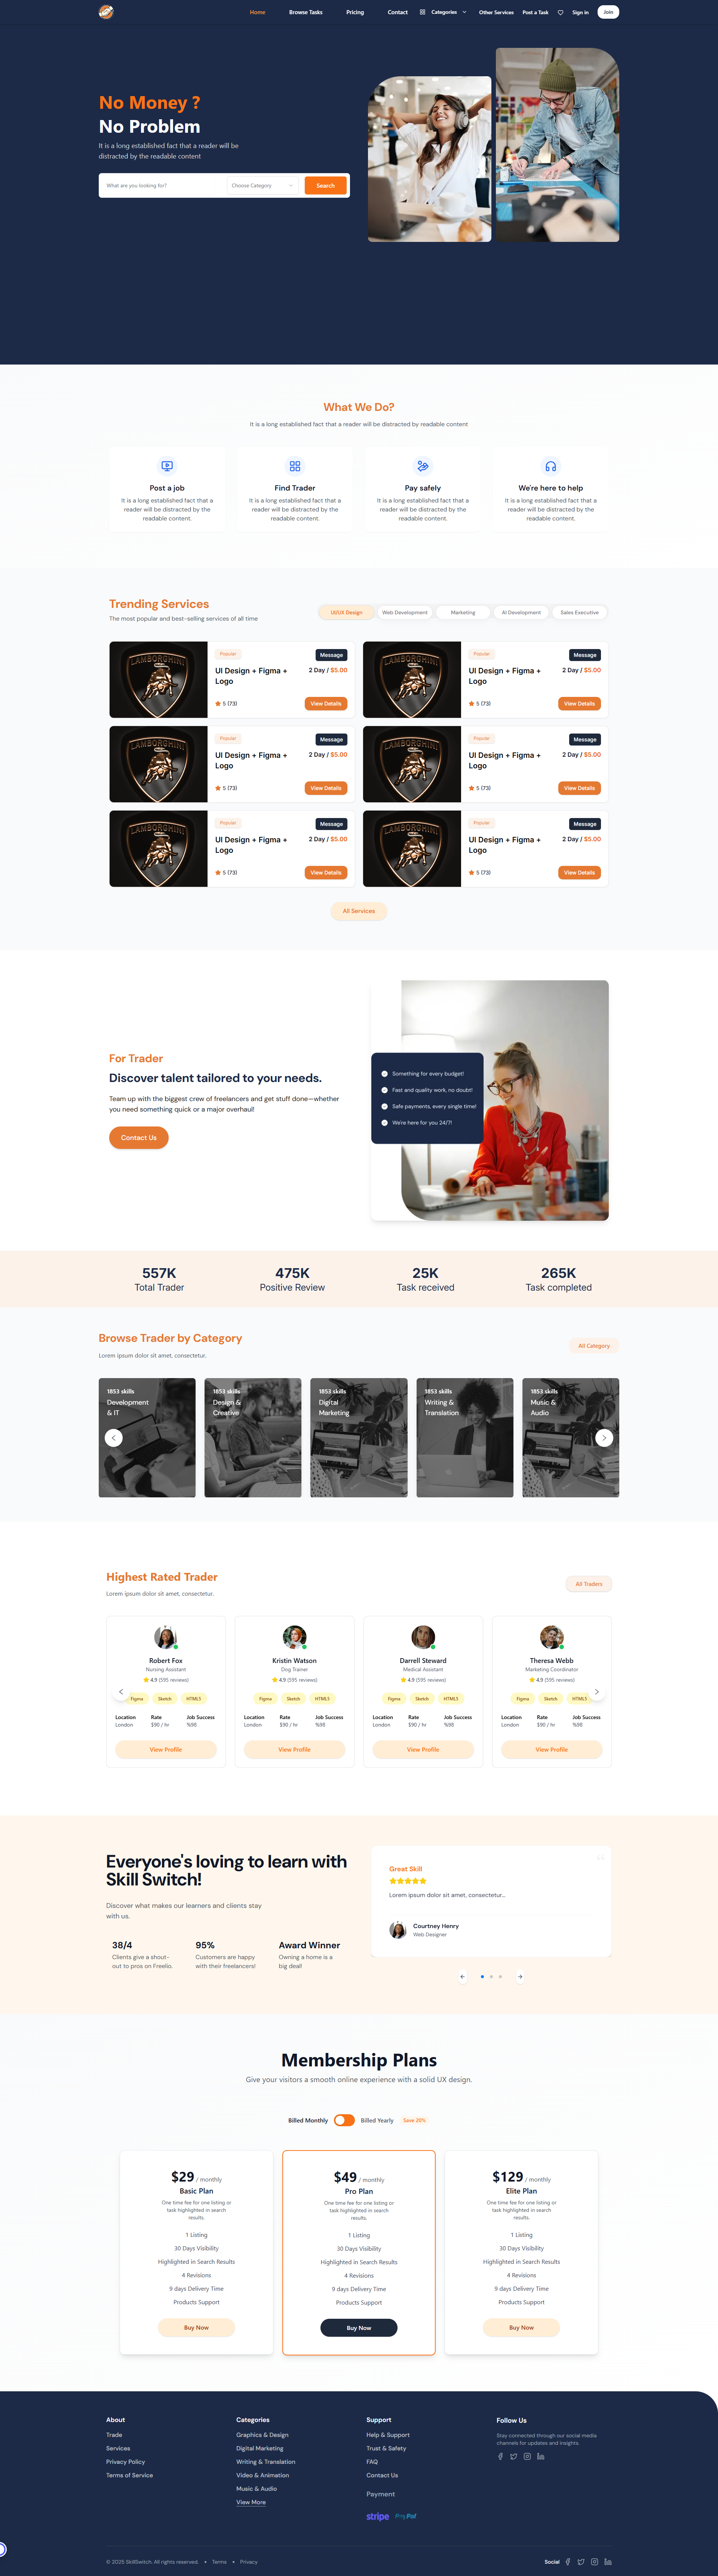 Home Browse Tasks Pricing Contact Categories Other Services Post a Task Sign in Join
No Money ?
No Problem
It is a long established fact that a reader will be
distracted by the readable content
What are you looking for? Choose Category Search
What We Do?
It is a long established fact that a reader will be distracted by readable content
Post a job
It is a long established fact that a
reader will be distracted by the
readable content.
Find Trader
It is a long established fact that a
reader will be distracted by the
readable content.
Pay safely
It is a long established fact that a
reader will be distracted by the
readable content.
We're here to help
It is a long established fact that a
reader will be distracted by the
readable content.
Trending Services
The most popular and best-selling services of all time
UI/UX Design Web Development Marketing AI Development Sales Executive
LAMBORGHINI
Popular Message
UI Design + Figma + 2 Day / $5.00
Logo
5 (73) View Details
LAMBORGHINI
Popular Message
UI Design + Figma + 2 Day / $5.00
Logo
5 (73) View Details
LAMBORGHINI
Popular Message
UI Design + Figma + 2 Day / $5.00
Logo
5 (73) View Details
LAMBORGHINI
Popular Message
UI Design + Figma + 2 Day / $5.00
Logo
5 (73) View Details
LAMBORGHINI
Popular Message
UI Design + Figma + 2 Day / $5.00
Logo
5 (73) View Details
LAMBORGHINI
Popular Message
UI Design + Figma + 2 Day / $5.00
Logo
5 (73) View Details
All Services
For Trader
Discover talent tailored to your needs.
Team up with the biggest crew of freelancers and get stuff done—whether
you need something quick or a major overhaul!
Contact Us
Something for every budget!
Fast and quality work, no doubt!
Safe payments, every single time!
We're here for you 24/7!
557K
Total Trader
475K
Positive Review
25K
Task received
265K
Task completed
Browse Trader by Category
Lorem ipsum dolor sit amet, consectetur.
All Category
1853 skills
Development
& IT
1853 skills
Design &
Creative
1853 skills
Digital
Marketing
1853 skills
Writing &
Translation
1853 skills
Music &
Audio
Highest Rated Trader
Lorem ipsum dolor sit amet, consectetur.
All Traders
Robert Fox
Nursing Assistant
4.9 (595 reviews)
Figma Sketch HTML5
Location Rate Job Success
London $90 / hr %98
View Profile
Kristin Watson
Dog Trainer
4.9 (595 reviews)
Figma Sketch HTML5
Location Rate Job Success
London $90 / hr %98
View Profile
Darrell Steward
Medical Assistant
4.9 (595 reviews)
Figma Sketch HTML5
Location Rate Job Success
London $90 / hr %98
View Profile
Theresa Webb
Marketing Coordinator
4.9 (595 reviews)
Figma Sketch HTML5
Location Rate Job Success
London $90 / hr %98
View Profile
Everyone's loving to learn with
Skill Switch!
Discover what makes our learners and clients stay
with us.
38/4
Clients give a shout-
out to pros on Freelio.
95%
Customers are happy
with their freelancers!
Award Winner
Owning a home is a
big deal!
Great Skill
Lorem ipsum dolor sit amet, consectetur...
Courtney Henry
Web Designer
Membership Plans
Give your visitors a smooth online experience with a solid UX design.
Billed Monthly Billed Yearly Save 20%
$29 / monthly
Basic Plan
One time fee for one listing or
task highlighted in search
results.
1 Listing
30 Days Visibility
Highlighted in Search Results
4 Revisions
9 days Delivery Time
Products Support
Buy Now
$49 / monthly
Pro Plan
One time fee for one listing or
task highlighted in search
results.
1 Listing
30 Days Visibility
Highlighted in Search Results
4 Revisions
9 days Delivery Time
Products Support
Buy Now
$129 / monthly
Elite Plan
One time fee for one listing or
task highlighted in search
results.
1 Listing
30 Days Visibility
Highlighted in Search Results
4 Revisions
9 days Delivery Time
Products Support
Buy Now
About
Trade
Services
Privacy Policy
Terms of Service
Categories
Graphics & Design
Digital Marketing
Writing & Translation
Video & Animation
Music & Audio
View More
Support
Help & Support
Trust & Safety
FAQ
Contact Us
Payment
stripe PayPal
Follow Us
Stay connected through our social media
channels for updates and insights.
© 2025 SkillSwitch. All rights reserved. • Terms • Privacy
Social